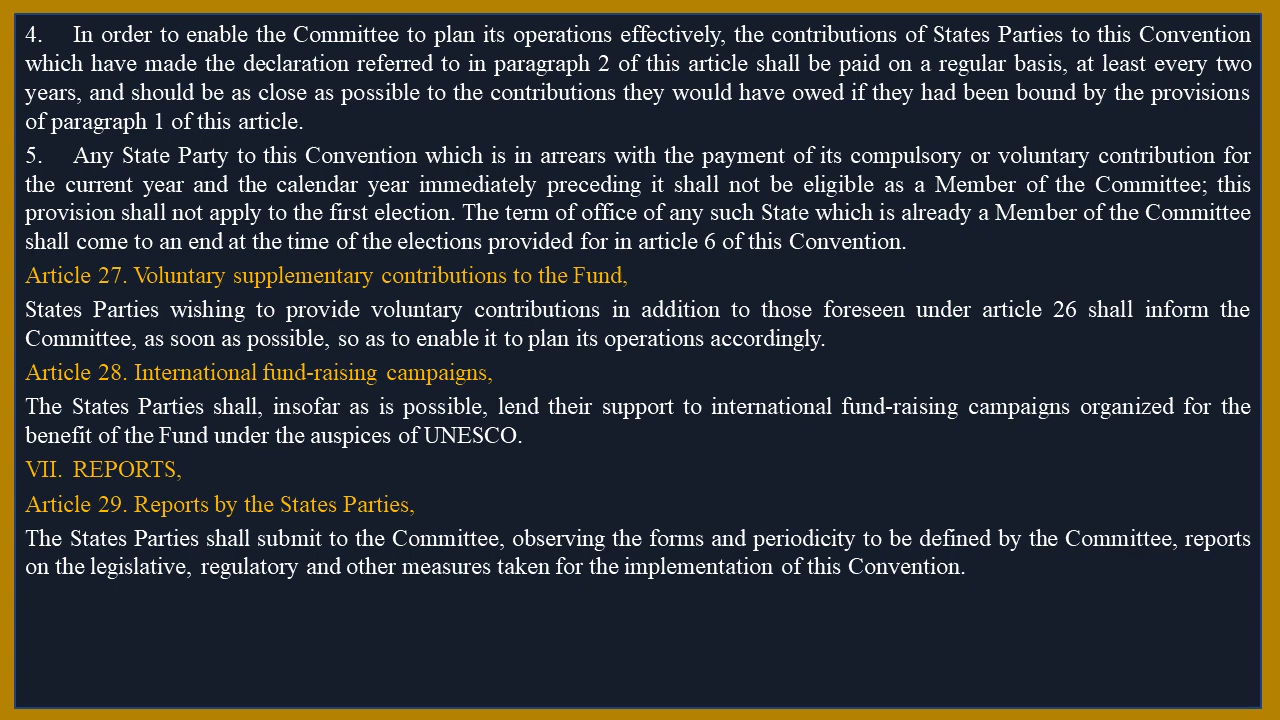 4. In order to enable the Committee to plan its operations effectively, the contributions of States Parties to this Convention
which have made the declaration referred to in paragraph 2 of this article shall be paid on a regular basis, at least every two
years, and should be as close as possible to the contributions they would have owed if they had been bound by the provisions
of paragraph 1 of this article.
5. Any State Party to this Convention which is in arrears with the payment of its compulsory or voluntary contribution for
the current year and the calendar year immediately preceding it shall not be eligible as a Member of the Committee; this
provision shall not apply to the first election. The term of office of any such State which is already a Member of the Committee
shall come to an end at the time of the elections provided for in article 6 of this Convention.
Article 27. Voluntary supplementary contributions to the Fund,
States Parties wishing to provide voluntary contributions in addition to those foreseen under article 26 shall inform the
Committee, as soon as possible, so as to enable it to plan its operations accordingly.
Article 28. International fund-raising campaigns,
The States Parties shall, insofar as is possible, lend their support to international fund-raising campaigns organized for the
benefit of the Fund under the auspices of UNESCO.
VII. REPORTS,
Article 29. Reports by the States Parties,
The States Parties shall submit to the Committee, observing the forms and periodicity to be defined by the Committee, reports
on the legislative, regulatory and other measures taken for the implementation of this Convention.